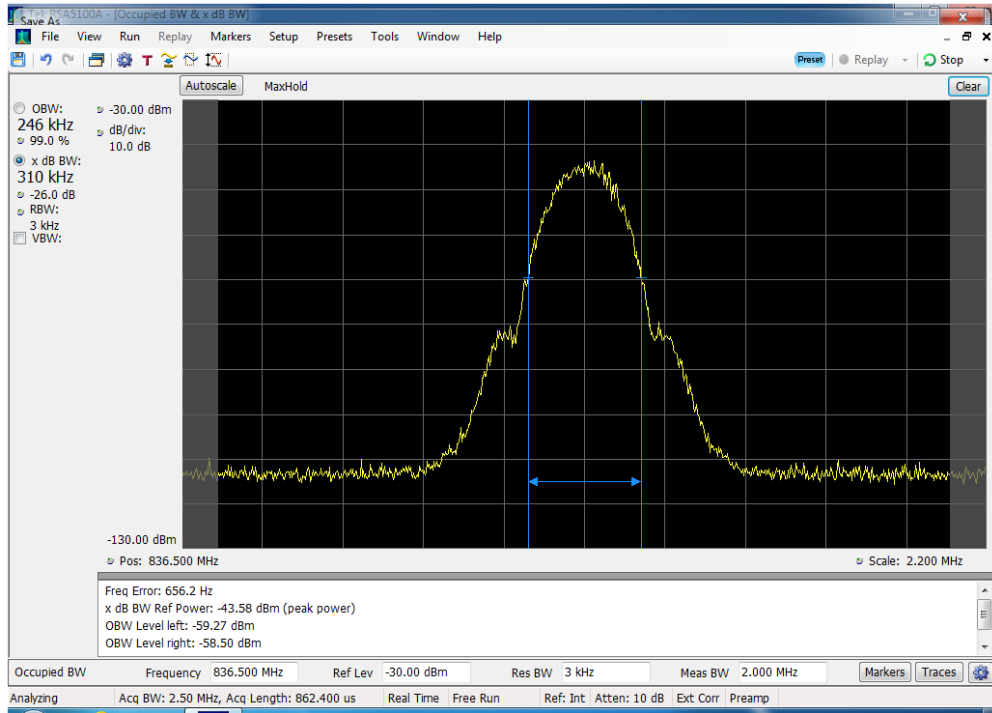 Tek RSA5100A - [Occupied BW & x dB BW]
Save As
File View Run Replay Markers Setup Presets Tools Window Help
T Preset Replay Stop
Autoscale MaxHold Clear
OBW:
246 kHz
99.0 %
x dB BW:
310 kHz
-26.0 dB
RBW:
3 kHz
VBW:
-30.00 dBm
dB/div:
10.0 dB
-130.00 dBm
Pos: 836.500 MHz Scale: 2.200 MHz
Freq Error: 656.2 Hz
x dB BW Ref Power: -43.58 dBm (peak power)
OBW Level left: -59.27 dBm
OBW Level right: -58.50 dBm
Occupied BW Frequency 836.500 MHz Ref Lev -30.00 dBm Res BW 3 kHz Meas BW 2.000 MHz Markers Traces
Analyzing Acq BW: 2.50 MHz, Acq Length: 862.400 us Real Time Free Run Ref: Int Atten: 10 dB Ext Corr Preamp